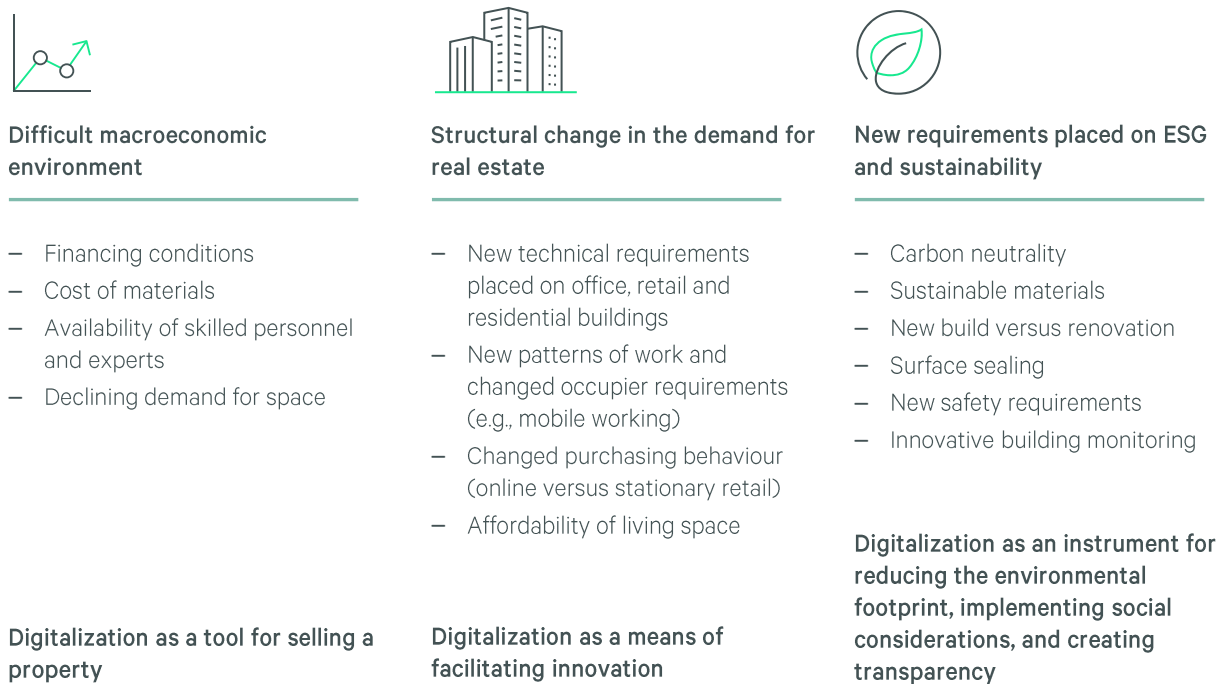 Difficult macroeconomic
environment
– Financing conditions
– Cost of materials
– Availability of skilled personnel
and experts
– Declining demand for space
Digitalization as a tool for selling a
property
Structural change in the demand for
real estate
– New technical requirements
placed on office, retail and
residential buildings
– New patterns of work and
changed occupier requirements
(e.g., mobile working)
– Changed purchasing behaviour
(online versus stationary retail)
– Affordability of living space
Digitalization as a means of
facilitating innovation
New requirements placed on ESG
and sustainability
– Carbon neutrality
– Sustainable materials
– New build versus renovation
– Surface sealing
– New safety requirements
– Innovative building monitoring
Digitalization as an instrument for
reducing the environmental
footprint, implementing social
considerations, and creating
transparency